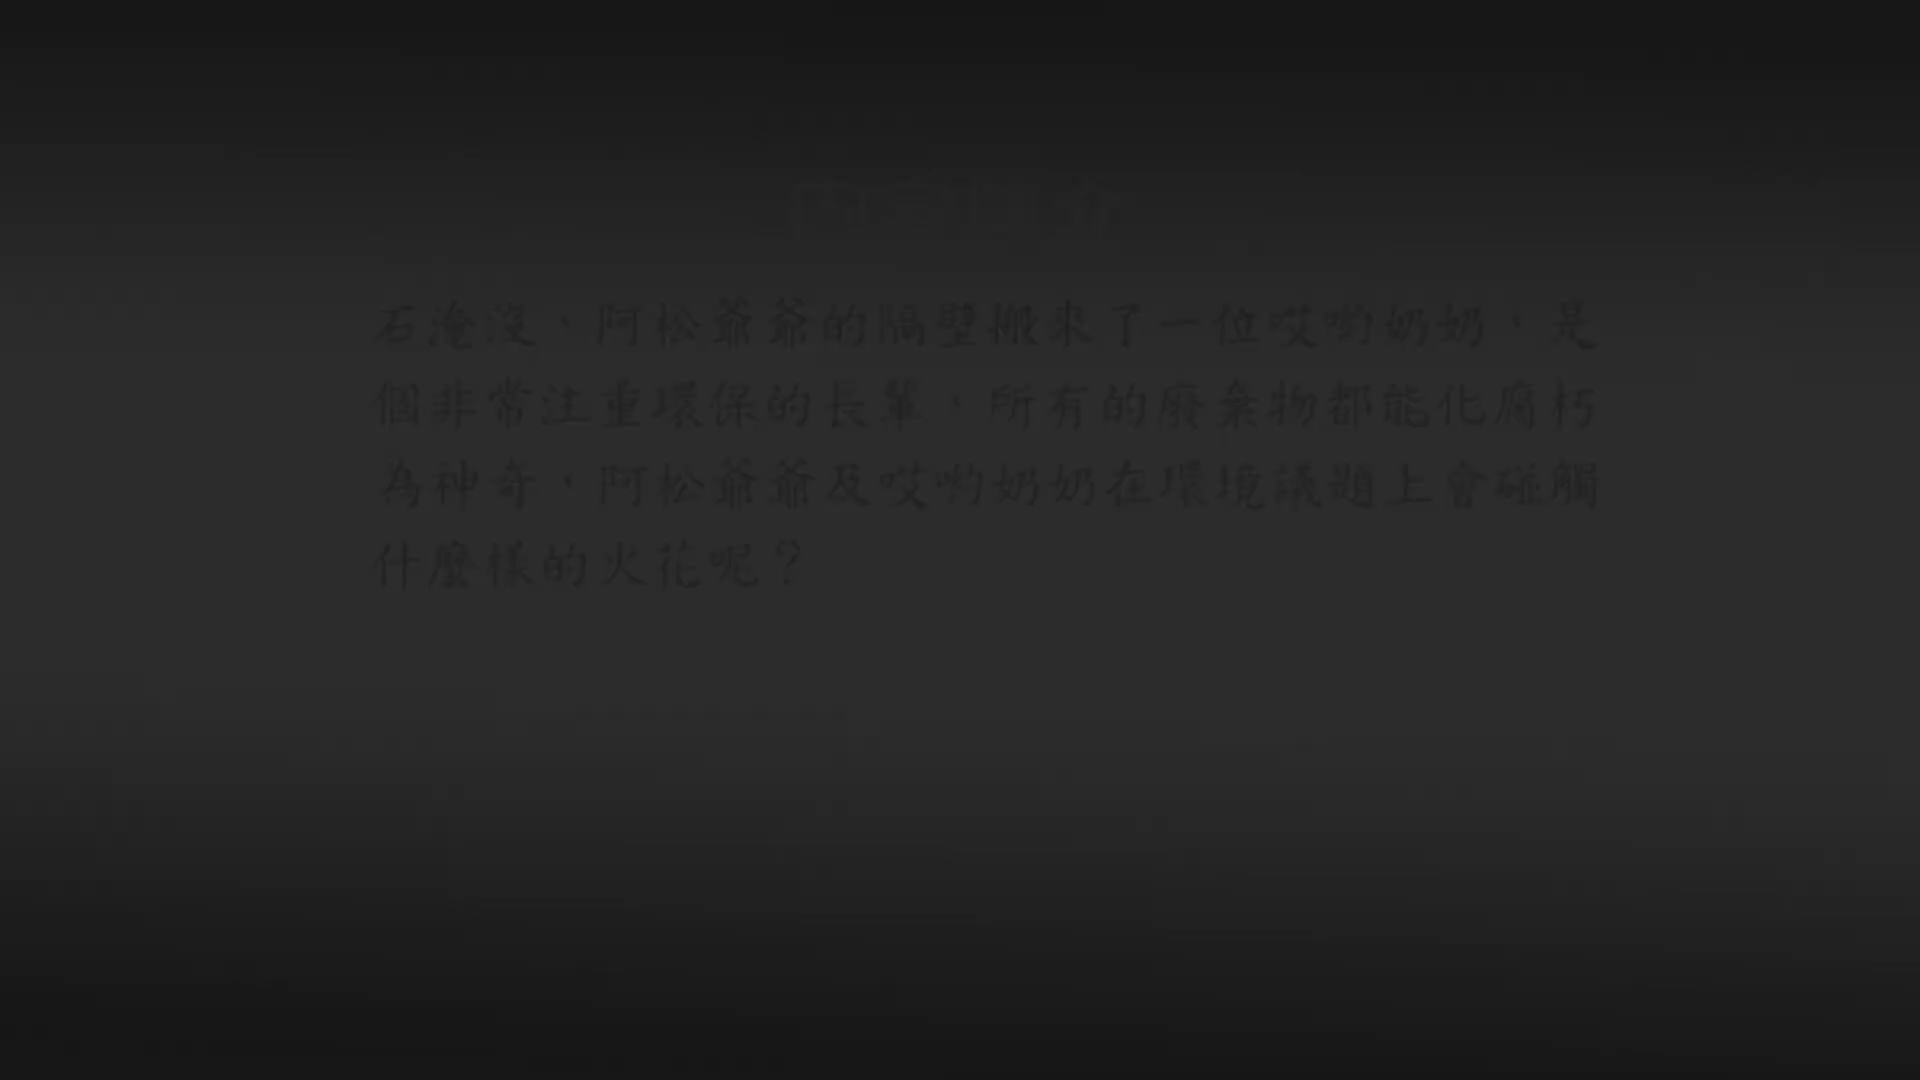 石淹沒、阿松爺爺的隔壁搬來了一位哎喲奶奶，是
個非常注重環保的長輩，所有的廢棄物都能化腐朽
為神奇，阿松爺爺及哎喲奶奶在環境議題上會碰觸
什麼樣的火花呢？